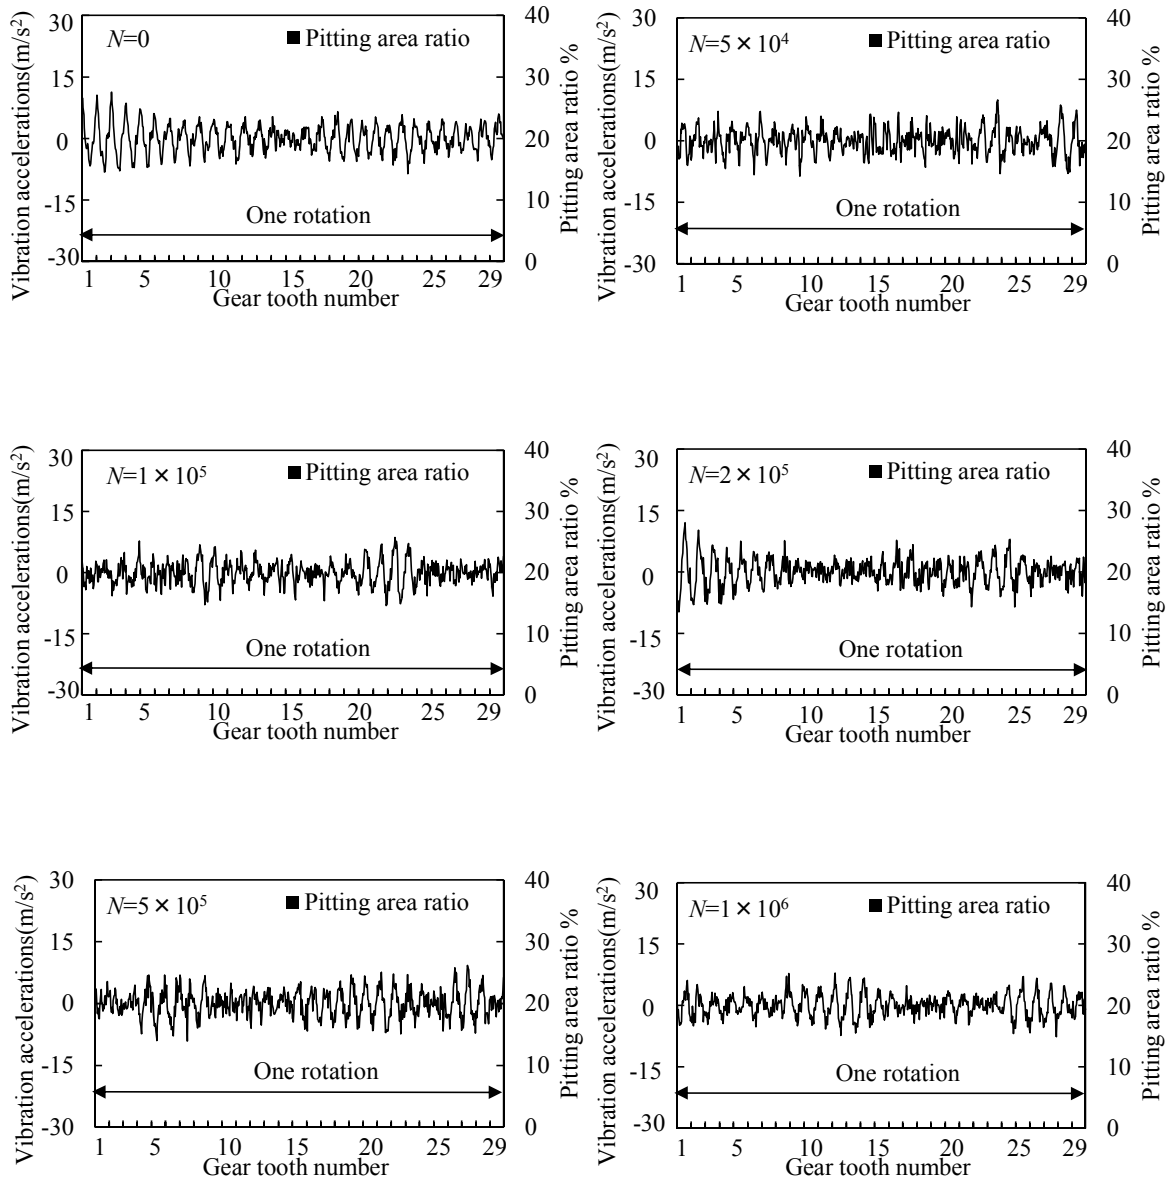 Vibration accelerations(m/s²)
30
15
0
-15
-30
N=0
■ Pitting area ratio
One rotation
40
30
20
10
0
Pitting area ratio %
1 5 10 15 20 25 29
Gear tooth number
Vibration accelerations(m/s²)
30
15
0
-15
-30
N=5×10⁴
■ Pitting area ratio
One rotation
40
30
20
10
0
Pitting area ratio %
1 5 10 15 20 25 29
Gear tooth number
Vibration accelerations(m/s²)
30
15
0
-15
-30
N=1×10⁵
■ Pitting area ratio
One rotation
40
30
20
10
0
Pitting area ratio %
1 5 10 15 20 25 29
Gear tooth number
Vibration accelerations(m/s²)
30
15
0
-15
-30
N=2×10⁵
■ Pitting area ratio
One rotation
40
30
20
10
0
Pitting area ratio %
1 5 10 15 20 25 29
Gear tooth number
Vibration accelerations(m/s²)
30
15
0
-15
-30
N=5×10⁵
■ Pitting area ratio
One rotation
40
30
20
10
0
Pitting area ratio %
1 5 10 15 20 25 29
Gear tooth number
Vibration accelerations(m/s²)
30
15
0
-15
-30
N=1×10⁶
■ Pitting area ratio
One rotation
40
30
20
10
0
Pitting area ratio %
1 5 10 15 20 25 29
Gear tooth number